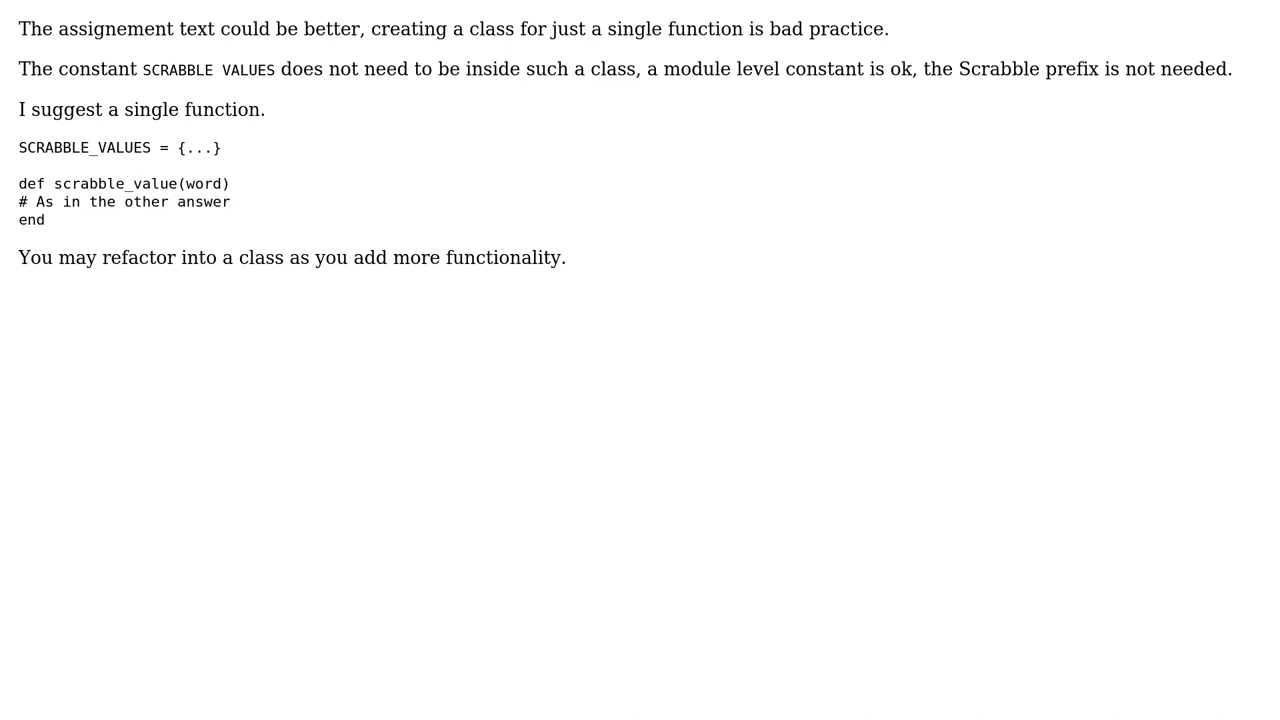 The assignement text could be better, creating a class for just a single function is bad practice.
The constant SCRABBLE VALUES does not need to be inside such a class, a module level constant is ok, the Scrabble prefix is not needed.
I suggest a single function.
SCRABBLE_VALUES = {...}
def scrabble_value(word)
# As in the other answer
end
You may refactor into a class as you add more functionality.